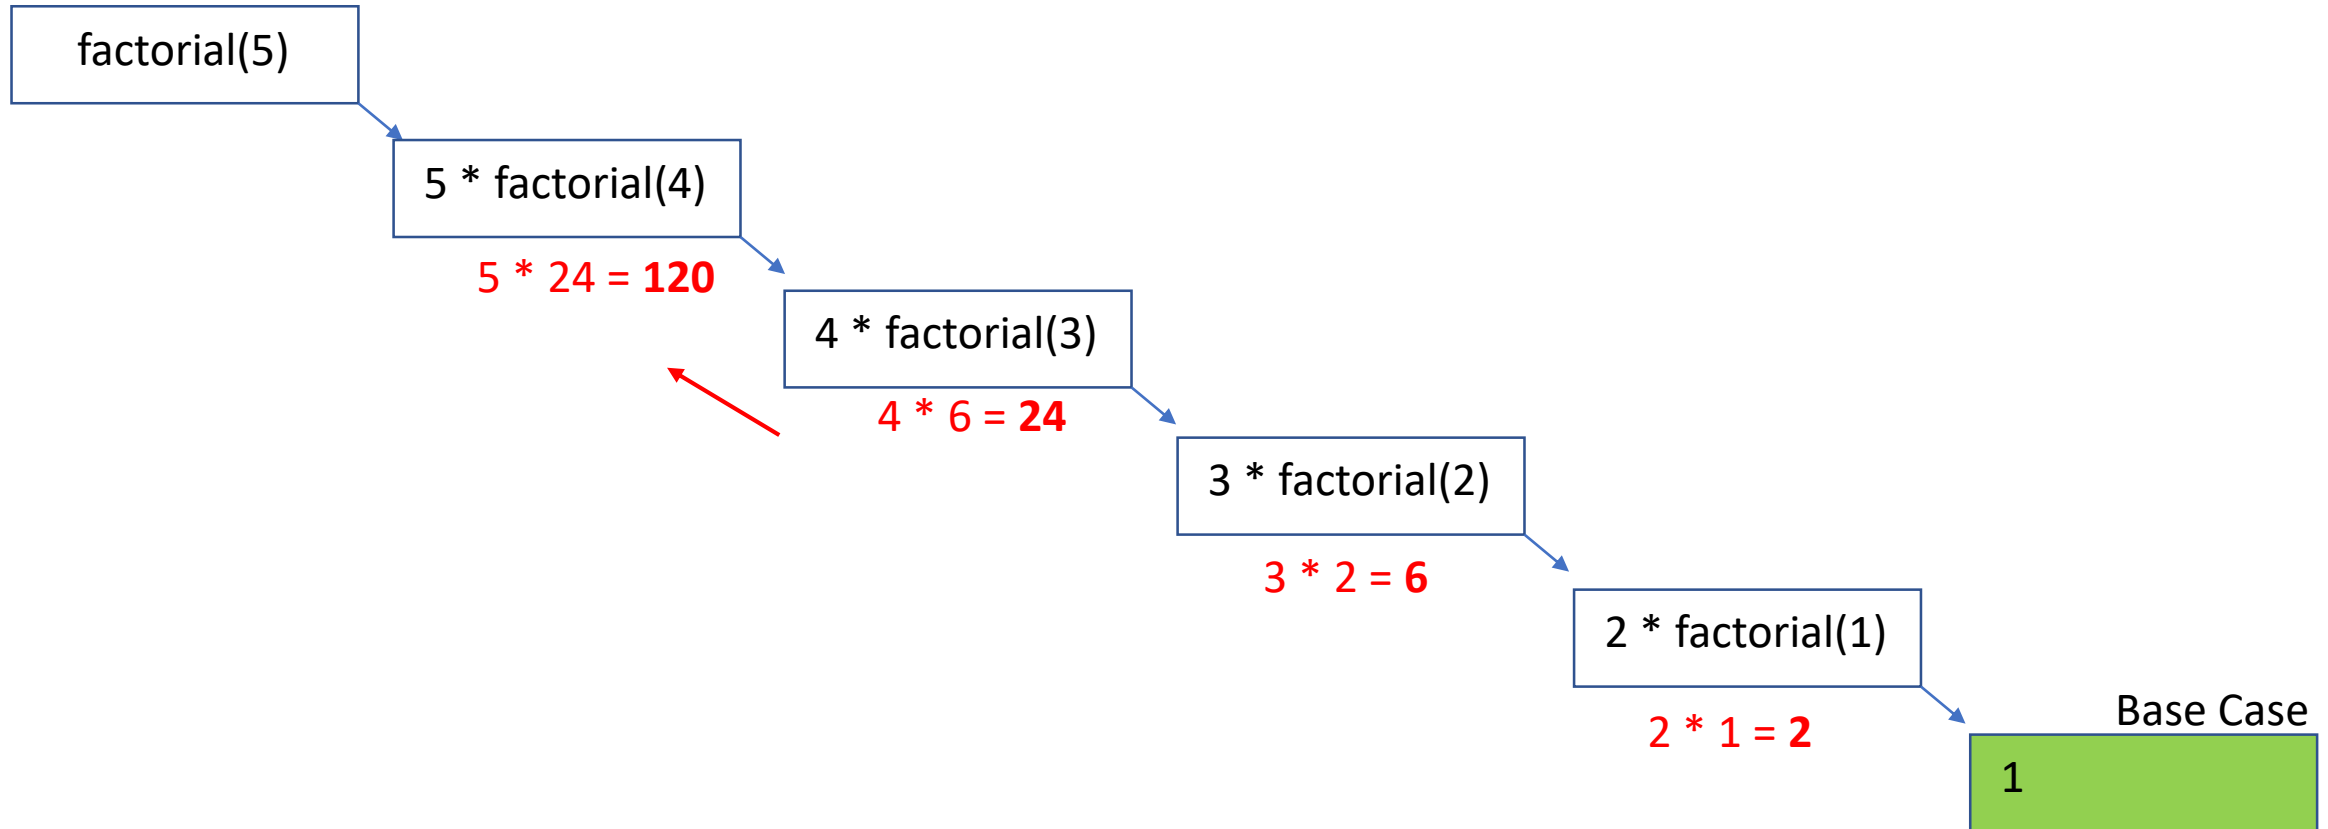 factorial(5)
5 * factorial(4)
5 * 24 = 120
4 * factorial(3)
4 * 6 = 24
3 * factorial(2)
3 * 2 = 6
2 * factorial(1)
2 * 1 = 2
Base Case
1